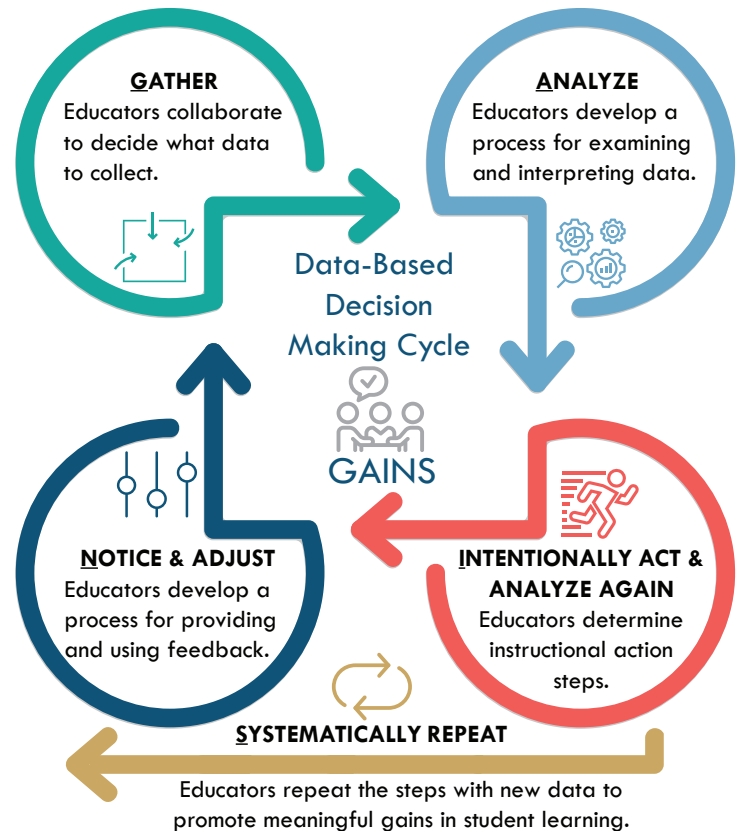 GATHER
Educators collaborate
to decide what data
to collect.
ANALYZE
Educators develop a
process for examining
and interpreting data.
Data-Based
Decision
Making Cycle
GAINS
INTENTIONALLY ACT &
ANALYZE AGAIN
Educators determine
instructional action
steps.
NOTICE & ADJUST
Educators develop a
process for providing
and using feedback.
SYSTEMATICALLY REPEAT
Educators repeat the steps with new data to
promote meaningful gains in student learning.